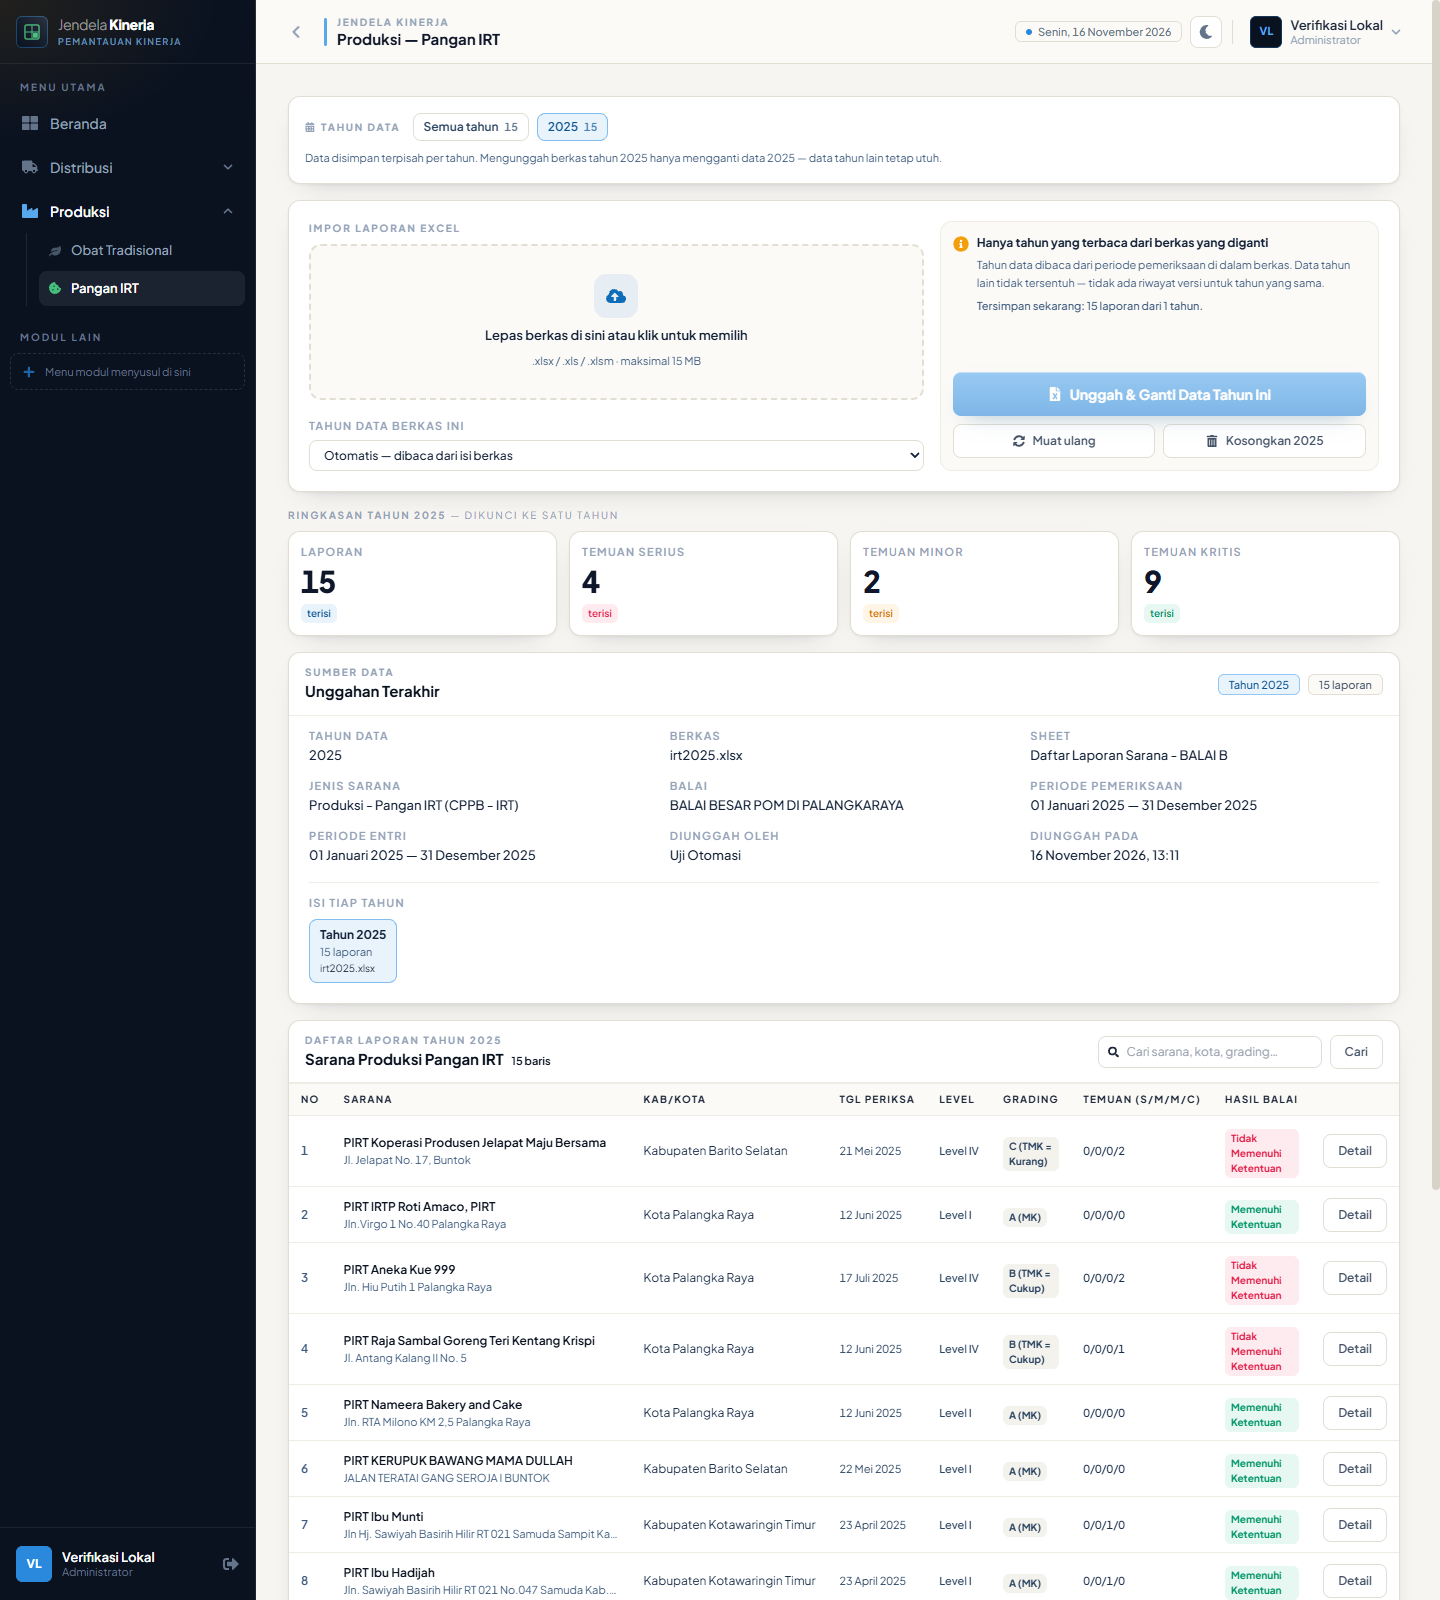 Jendela Kinerja
PEMANTAUAN KINERJA
MENU UTAMA
Beranda
Distribusi
Produksi
Obat Tradisional
Pangan IRT
MODUL LAIN
Menu modul menyusul di sini
VL
Verifikasi Lokal
Administrator
JENDELA KINERJA
Produksi — Pangan IRT
Senin, 16 November 2026
VL
Verifikasi Lokal
Administrator
TAHUN DATA
Semua tahun 15
2025 15
Data disimpan terpisah per tahun. Mengunggah berkas tahun 2025 hanya mengganti data 2025 — data tahun lain tetap utuh.
IMPOR LAPORAN EXCEL
Lepas berkas di sini atau klik untuk memilih
.xlsx / .xls / .xlsm · maksimal 15 MB
TAHUN DATA BERKAS INI
Otomatis — dibaca dari isi berkas
Hanya tahun yang terbaca dari berkas yang diganti
Tahun data dibaca dari periode pemeriksaan di dalam berkas. Data tahun
lain tidak tersentuh — tidak ada riwayat versi untuk tahun yang sama.
Tersimpan sekarang: 15 laporan dari 1 tahun.
Unggah & Ganti Data Tahun Ini
Muat ulang
Kosongkan 2025
RINGKASAN TAHUN 2025 — DIKUNCI KE SATU TAHUN
LAPORAN
15
terisi
TEMUAN SERIUS
4
terisi
TEMUAN MINOR
2
terisi
TEMUAN KRITIS
9
terisi
SUMBER DATA
Unggahan Terakhir
Tahun 2025
15 laporan
TAHUN DATA
2025
BERKAS
irt2025.xlsx
SHEET
Daftar Laporan Sarana - BALAI B
JENIS SARANA
Produksi - Pangan IRT (CPPB - IRT)
BALAI
BALAI BESAR POM DI PALANGKARAYA
PERIODE PEMERIKSAAN
01 Januari 2025 — 31 Desember 2025
PERIODE ENTRI
01 Januari 2025 — 31 Desember 2025
DIUNGGAH OLEH
Uji Otomasi
DIUNGGAH PADA
16 November 2026, 13:11
ISI TIAP TAHUN
Tahun 2025
15 laporan
irt2025.xlsx
DAFTAR LAPORAN TAHUN 2025
Sarana Produksi Pangan IRT 15 baris
Cari sarana, kota, grading...
Cari
NO SARANA KAB/KOTA TGL PERIKSA LEVEL GRADING TEMUAN (S/M/M/C) HASIL BALAI
1
PIRT Koperasi Produsen Jelapat Maju Bersama
Jl. Jelapat No. 17, Buntok
Kabupaten Barito Selatan
21 Mei 2025
Level IV
C (TMK =
Kurang)
0/0/0/2
Tidak
Memenuhi
Ketentuan
Detail
2
PIRT IRTP Roti Amaco, PIRT
Jln.Virgo 1 No.40 Palangka Raya
Kota Palangka Raya
12 Juni 2025
Level I
A (MK)
0/0/0/0
Memenuhi
Ketentuan
Detail
3
PIRT Aneka Kue 999
Jln. Hiu Putih 1 Palangka Raya
Kota Palangka Raya
17 Juli 2025
Level IV
B (TMK =
Cukup)
0/0/0/2
Tidak
Memenuhi
Ketentuan
Detail
4
PIRT Raja Sambal Goreng Teri Kentang Krispi
Jl. Antang Kalang II No. 5
Kota Palangka Raya
12 Juni 2025
Level IV
B (TMK =
Cukup)
0/0/0/1
Tidak
Memenuhi
Ketentuan
Detail
5
PIRT Nameera Bakery and Cake
Jln. RTA Milono KM 2,5 Palangka Raya
Kota Palangka Raya
12 Juni 2025
Level I
A (MK)
0/0/0/0
Memenuhi
Ketentuan
Detail
6
PIRT KERUPUK BAWANG MAMA DULLAH
JALAN TERATAI GANG SEROJA I BUNTOK
Kabupaten Barito Selatan
22 Mei 2025
Level I
A (MK)
0/0/0/0
Memenuhi
Ketentuan
Detail
7
PIRT Ibu Munti
Jln Hj. Sawiyah Basirih Hilir RT 021 Samuda Sampit Ka...
Kabupaten Kotawaringin Timur
23 April 2025
Level I
A (MK)
0/0/1/0
Memenuhi
Ketentuan
Detail
8
PIRT Ibu Hadijah
Jln. Sawiyah Basirih Hilir RT 021 No.047 Samuda Kab....
Kabupaten Kotawaringin Timur
23 April 2025
Level I
A (MK)
0/0/1/0
Memenuhi
Ketentuan
Detail